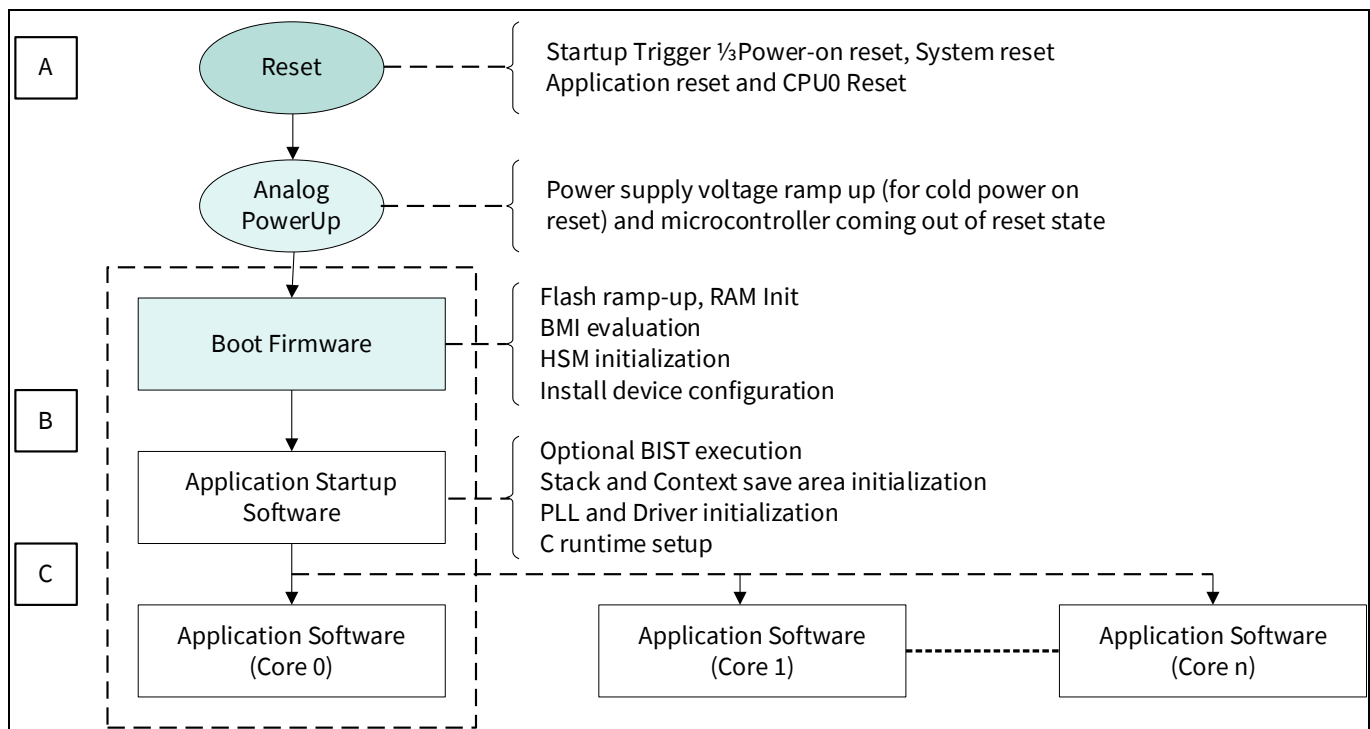 A
Reset
Startup Trigger ⅓Power-on reset, System reset
Application reset and CPU0 Reset
Analog
PowerUp
Power supply voltage ramp up (for cold power on
reset) and microcontroller coming out of reset state
Boot Firmware
Flash ramp-up, RAM Init
BMI evaluation
HSM initialization
Install device configuration
B
Application Startup
Software
Optional BIST execution
Stack and Context save area initialization
PLL and Driver initialization
C runtime setup
C
Application Software
(Core 0)
Application Software
(Core 1)
Application Software
(Core n)